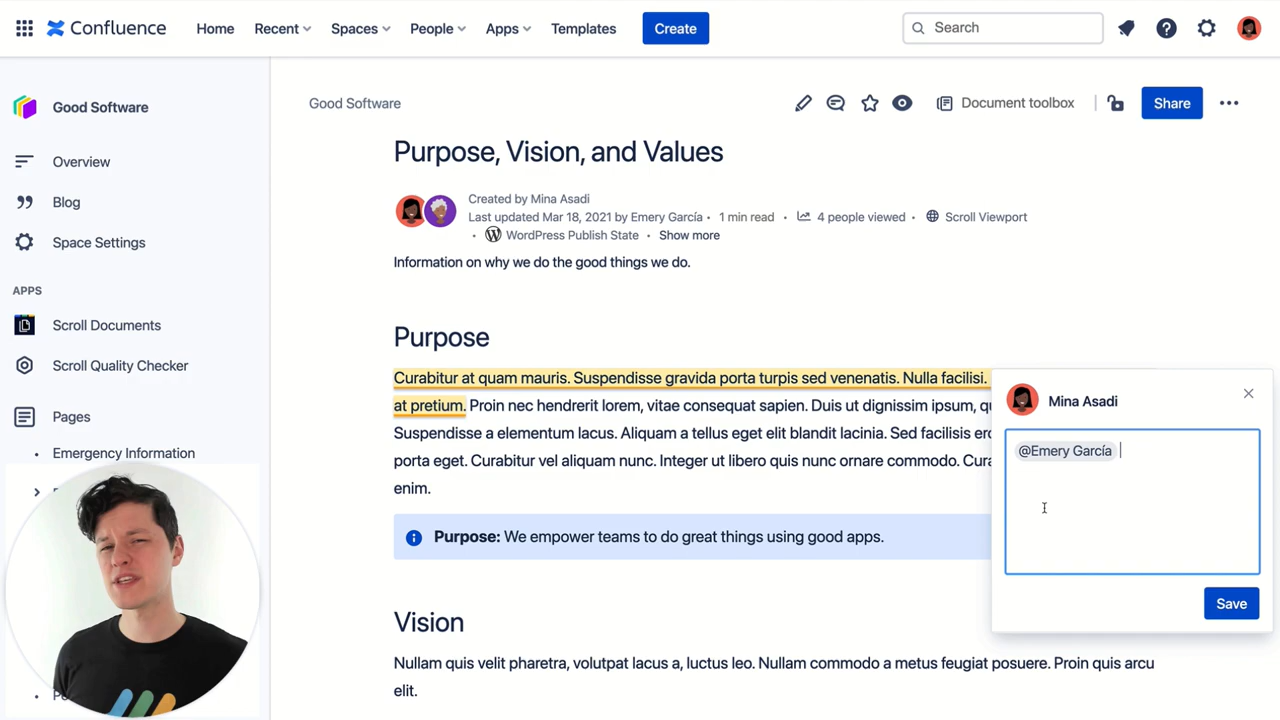 Confluence
Home
Recent
Spaces
People
Apps
Templates
Create
Search
Good Software
Overview
Blog
Space Settings
APPS
Scroll Documents
Scroll Quality Checker
Pages
Emergency Information
Good Software
Document toolbox
Share
Purpose, Vision, and Values
Created by Mina Asadi
Last updated Mar 18, 2021 by Emery García • 1 min read • 4 people viewed • Scroll Viewport
• WordPress Publish State • Show more
Information on why we do the good things we do.
Purpose
Curabitur at quam mauris. Suspendisse gravida porta turpis sed venenatis. Nulla facilisi.
at pretium. Proin nec hendrerit lorem, vitae consequat sapien. Duis ut dignissim ipsum,
Suspendisse a elementum lacus. Aliquam a tellus eget elit blandit lacinia. Sed facilisis
porta eget. Curabitur vel aliquam nunc. Integer ut libero quis nunc ornare commodo.
enim.
Purpose: We empower teams to do great things using good apps.
Vision
Nullam quis velit pharetra, volutpat lacus a, luctus leo. Nullam commodo a metus feugiat posuere. Proin quis arcu
elit.
Mina Asadi
@Emery García
Save